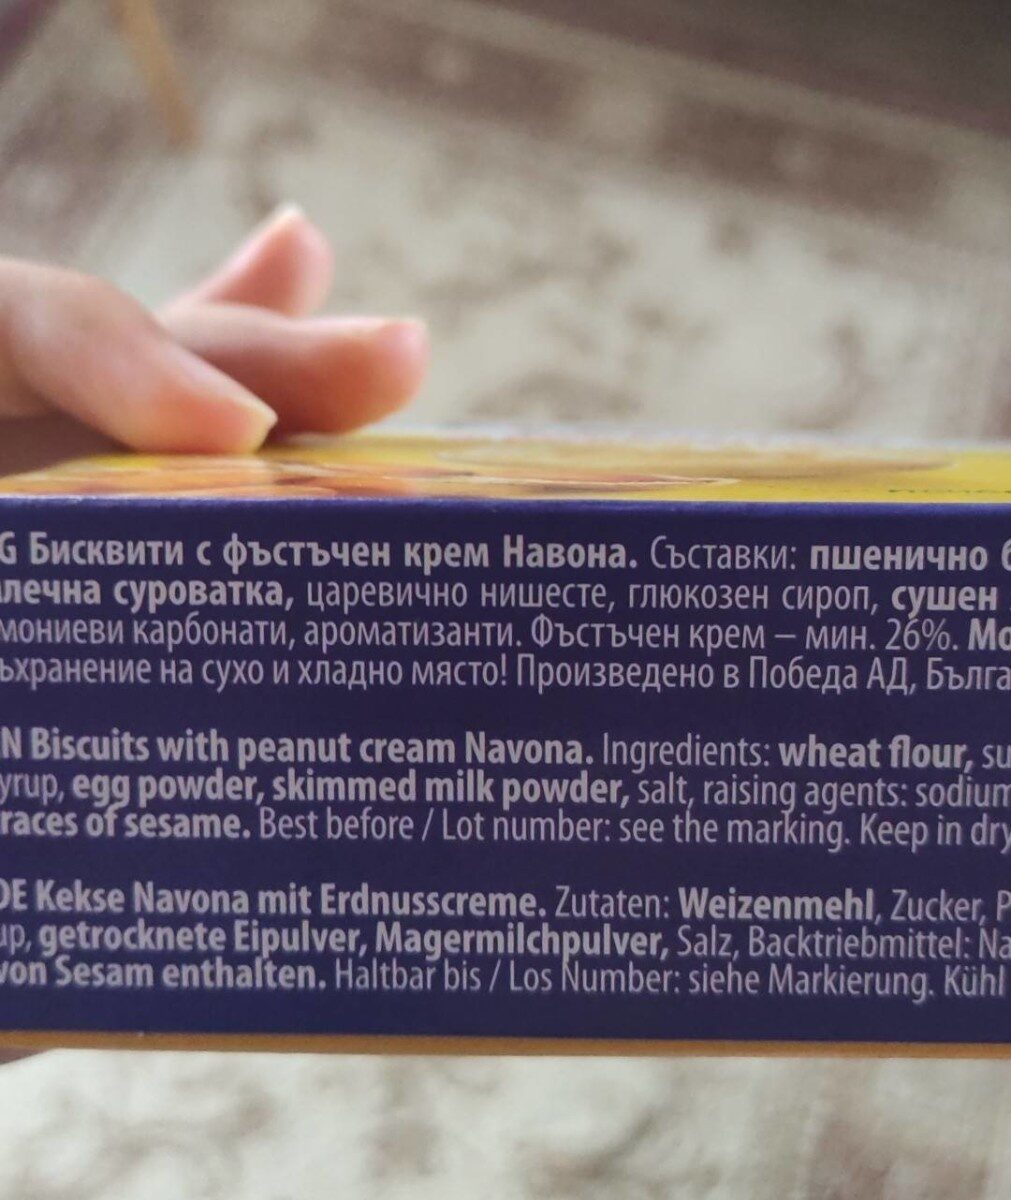 G Бисквити с фъстъчен крем Навона. Съставки: пшенично
суроватка, царевично нишесте, глюкозен сироп, сушен
карбонати, ароматизанти. Фъстъчен крем – мин. 26%.
на сухо и хладно място! Произведено в Победа АД,
N Biscuits with peanut cream Navona. Ingredients: wheat flour, su
yrup, egg powder, skimmed milk powder, salt, raising agents: sodium
races of sesame. Best before / Lot number: see the marking. Keep in dry
DE Kekse Navona mit Erdnusscreme. Zutaten: Weizenmehl, Zucker, P
up, getrocknete Eipulver, Magermilchpulver, Salz, Backtriebmittel: Na
von Sesam enthalten. Haltbar bis / Los Number: siehe Markierung. Kühl